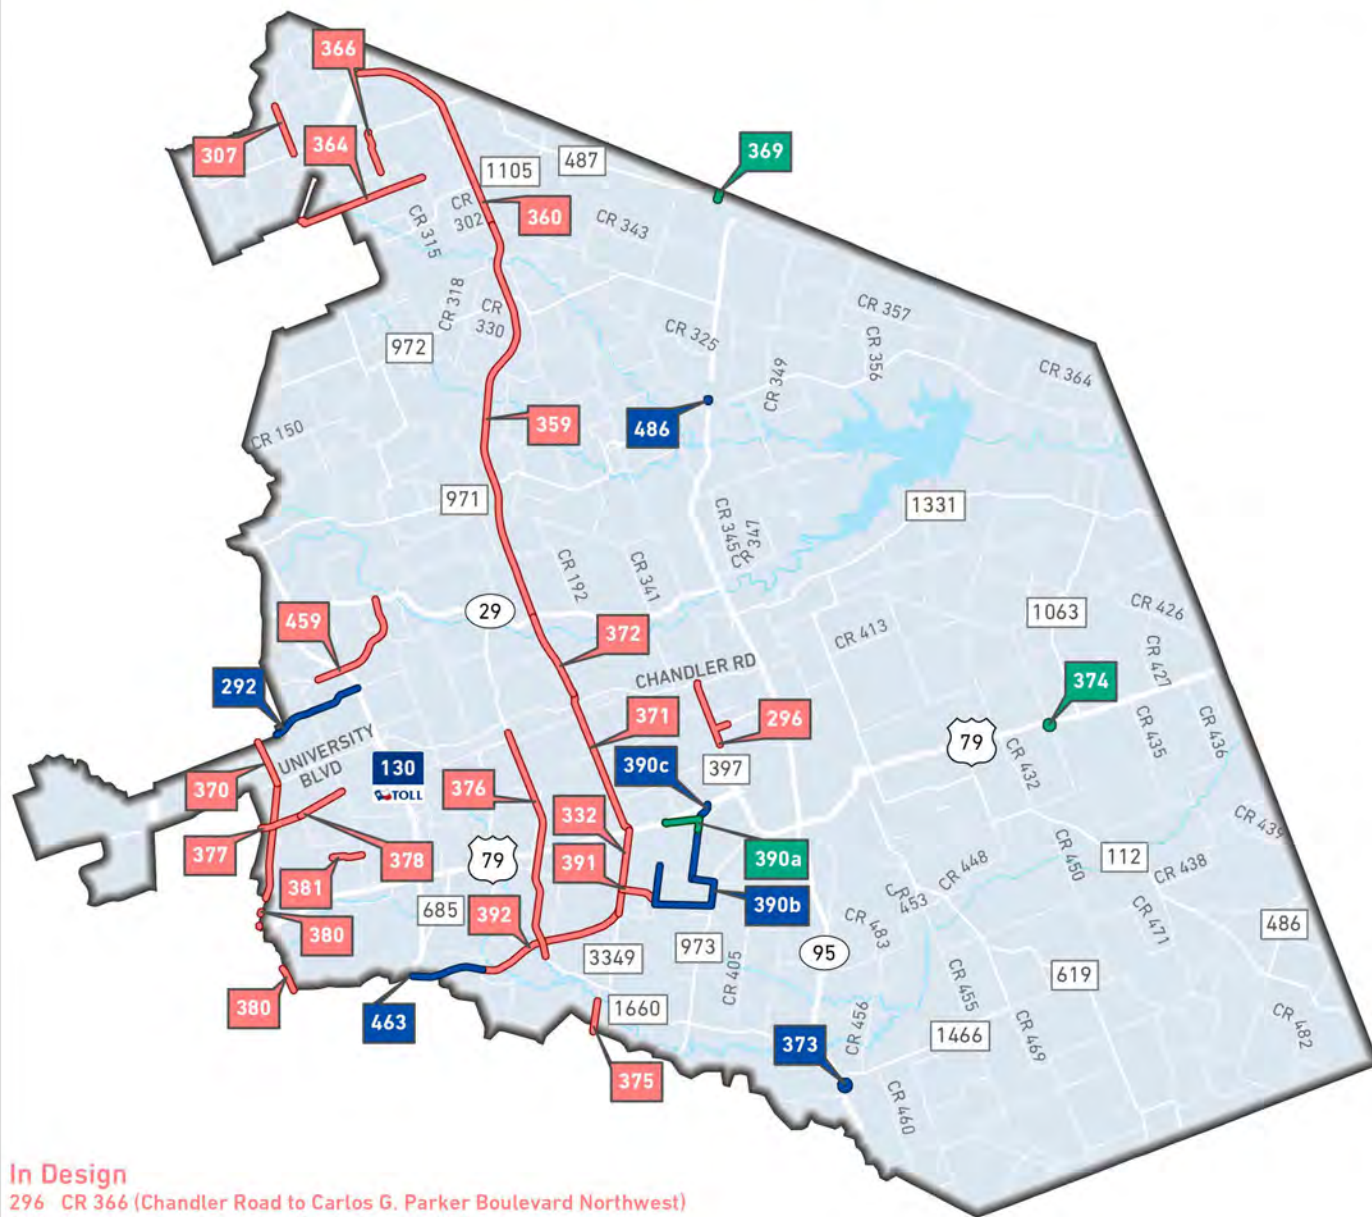 366
307
364
1105
487
369
360
CR 302
CR 315
CR 343
CR 318
CR 330
972
CR 325
CR 357
CR 356
CR 349
CR 364
359
486
CR 150
971
1331
CR 345
CR 347
CR 192
CR 341
29
1063
CR 426
459
372
CR 413
CHANDLER RD
CR 427
292
374
371
296
79
CR 435
CR 436
UNIVERSITY
BLVD
130
TOLL
370
376
390c
397
CR 432
332
377
378
79
391
390a
CR 439
112
CR 438
CR 450
CR 448
CR 453
381
685
392
390b
CR 483
CR 471
486
380
3349
973
CR 405
95
619
CR 455
380
463
1660
CR 456
1466
CR 469
CR 482
373
375
CR 460
In Design
296 CR 366 (Chandler Road to Carlos G. Parker Boulevard Northwest)